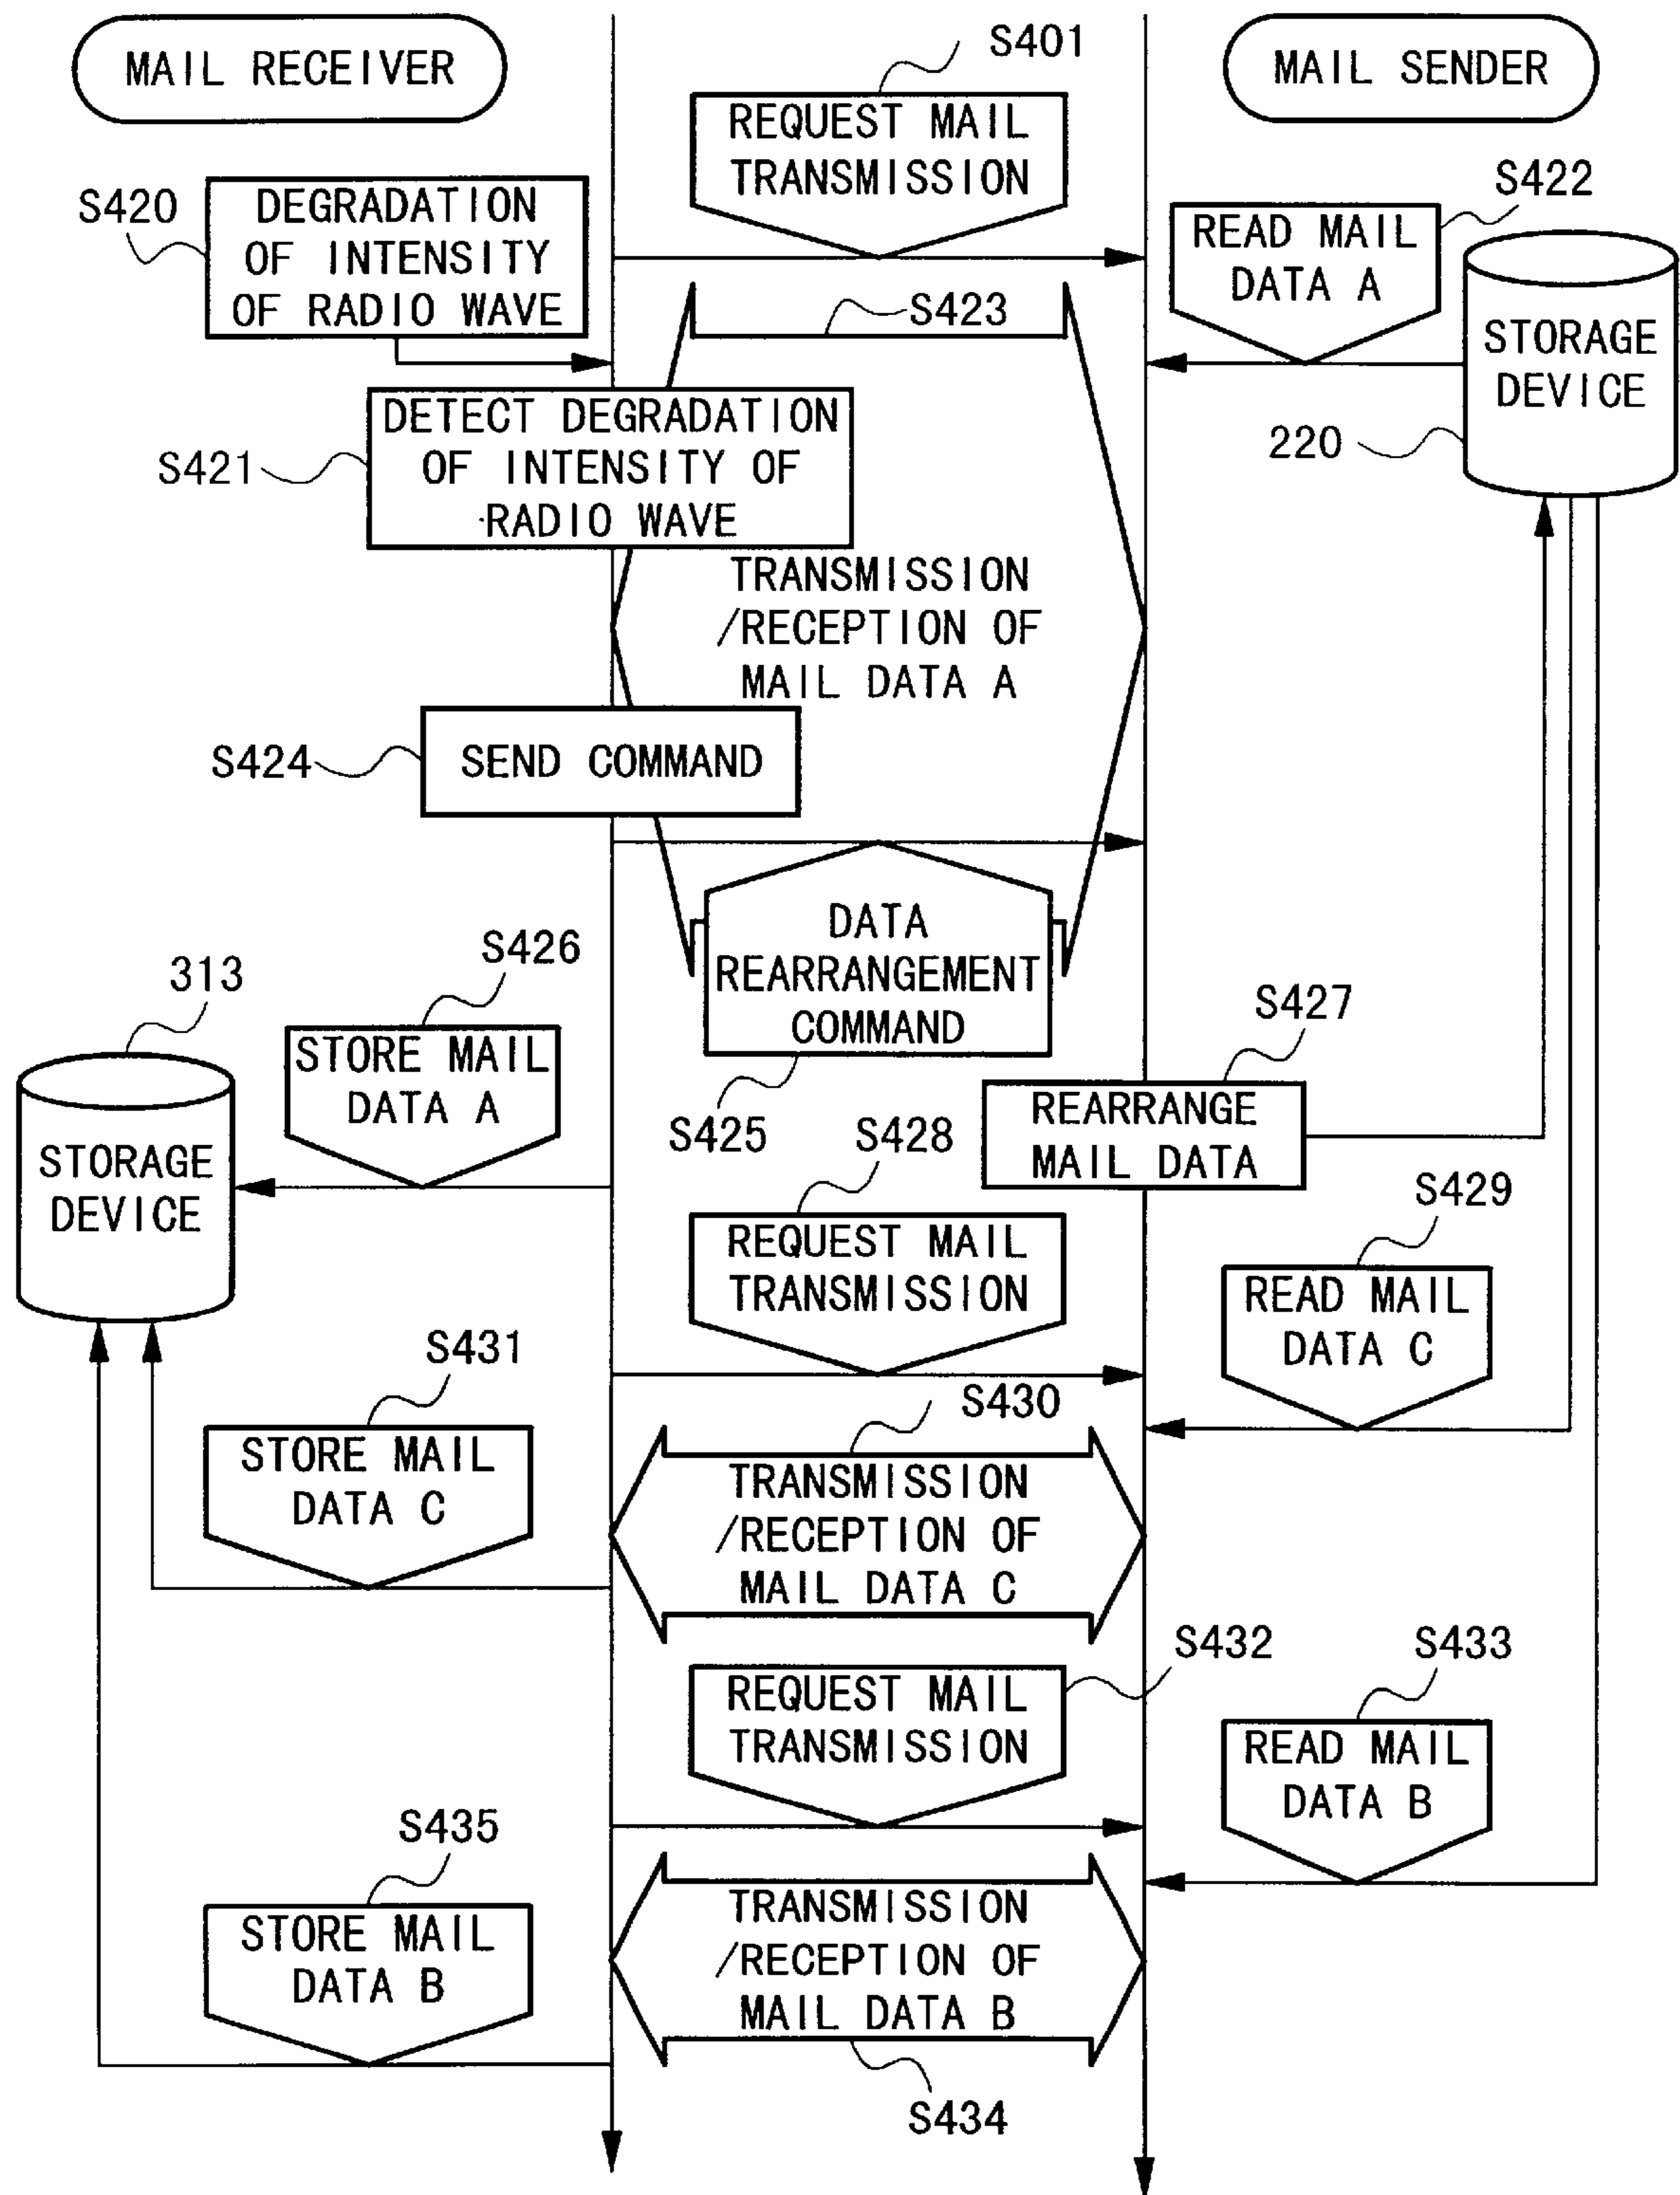 MAIL RECEIVER
MAIL SENDER
S401
REQUEST MAIL
TRANSMISSION
S420
DEGRADATION
OF INTENSITY
OF RADIO WAVE
S422
READ MAIL
DATA A
STORAGE
DEVICE
220
S423
S421
DETECT DEGRADATION
OF INTENSITY OF
RADIO WAVE
TRANSMISSION
/RECEPTION OF
MAIL DATA A
S424
SEND COMMAND
DATA
REARRANGEMENT
COMMAND
S425
S426
STORE MAIL
DATA A
313
STORAGE
DEVICE
S427
REARRANGE
MAIL DATA
S428
REQUEST MAIL
TRANSMISSION
S429
READ MAIL
DATA C
S430
TRANSMISSION
/RECEPTION OF
MAIL DATA C
S431
STORE MAIL
DATA C
S432
REQUEST MAIL
TRANSMISSION
S433
READ MAIL
DATA B
TRANSMISSION
/RECEPTION OF
MAIL DATA B
S434
S435
STORE MAIL
DATA B